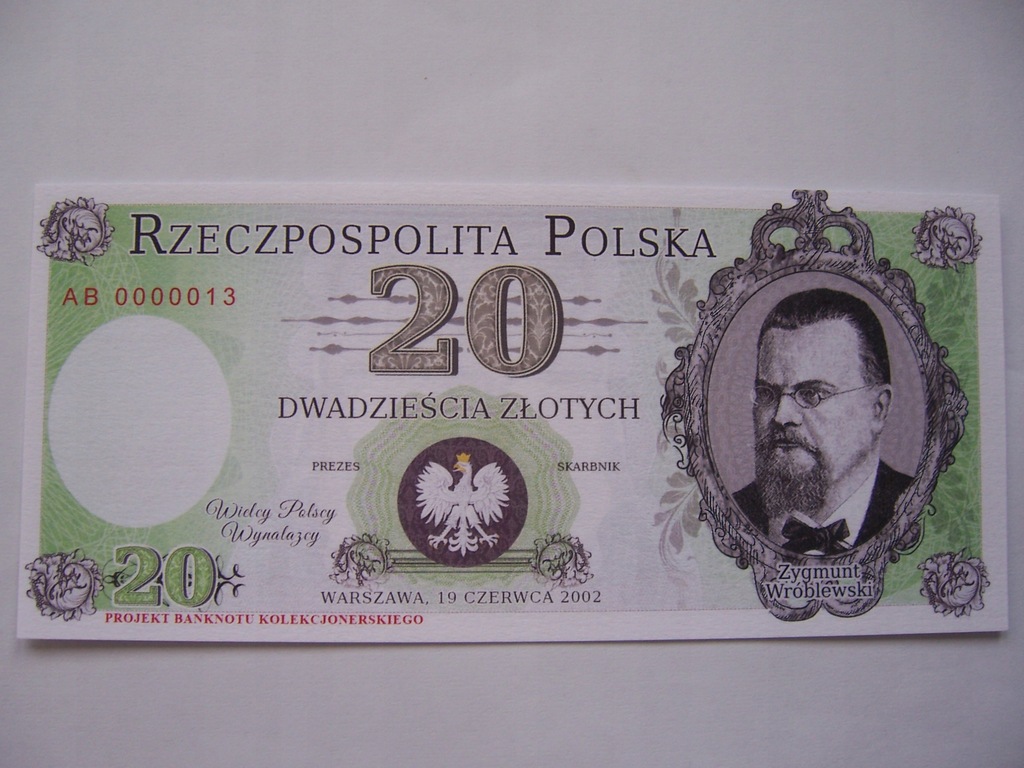 RZECZPOSPOLITA POLSKA
AB 0000013
20
DWADZIEŚCIA ZŁOTYCH
PREZES SKARBNIK
Wielcy Polscy
Wynalazcy
20
WARSZAWA, 19 CZERWCA 2002
PROJEKT BANKNOTU KOLEKCJONERSKIEGO
Zygmunt
Wróblewski